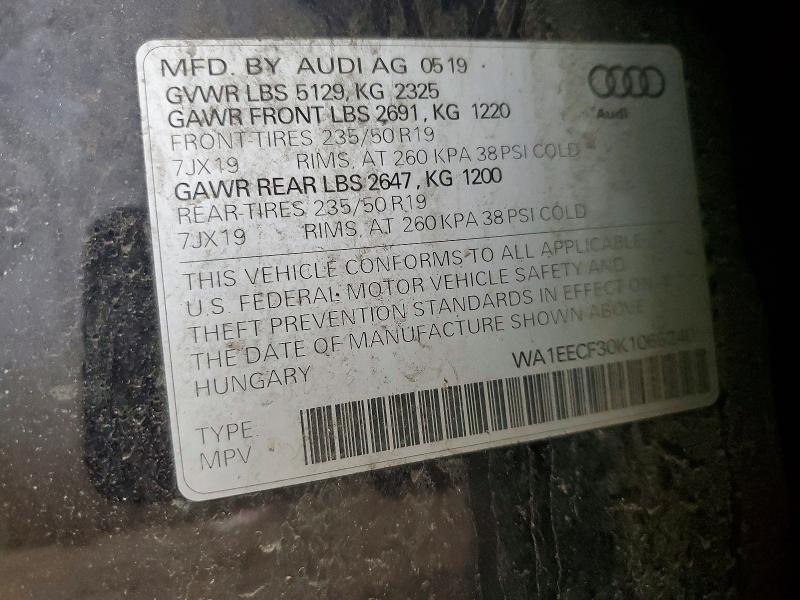 MFD. BY AUDI AG 05 19
GVWR LBS 5129, KG 2325
GAWR FRONT LBS 2691, KG 1220
FRONT-TIRES 235/50 R19
7JX19 RIMS, AT 260 KPA 38 PSI COLD
GAWR REAR LBS 2647, KG 1200
REAR-TIRES 235/50 R19
7JX19 RIMS, AT 260 KPA 38 PSI COLD
Audi
THIS VEHICLE CONFORMS TO ALL APPLICABLE
U.S. FEDERAL MOTOR VEHICLE SAFETY AND
THEFT PREVENTION STANDARDS IN EFFECT ON
THE DATE OF MANUFACTURE SHOWN ABOVE
HUNGARY
TYPE
MPV